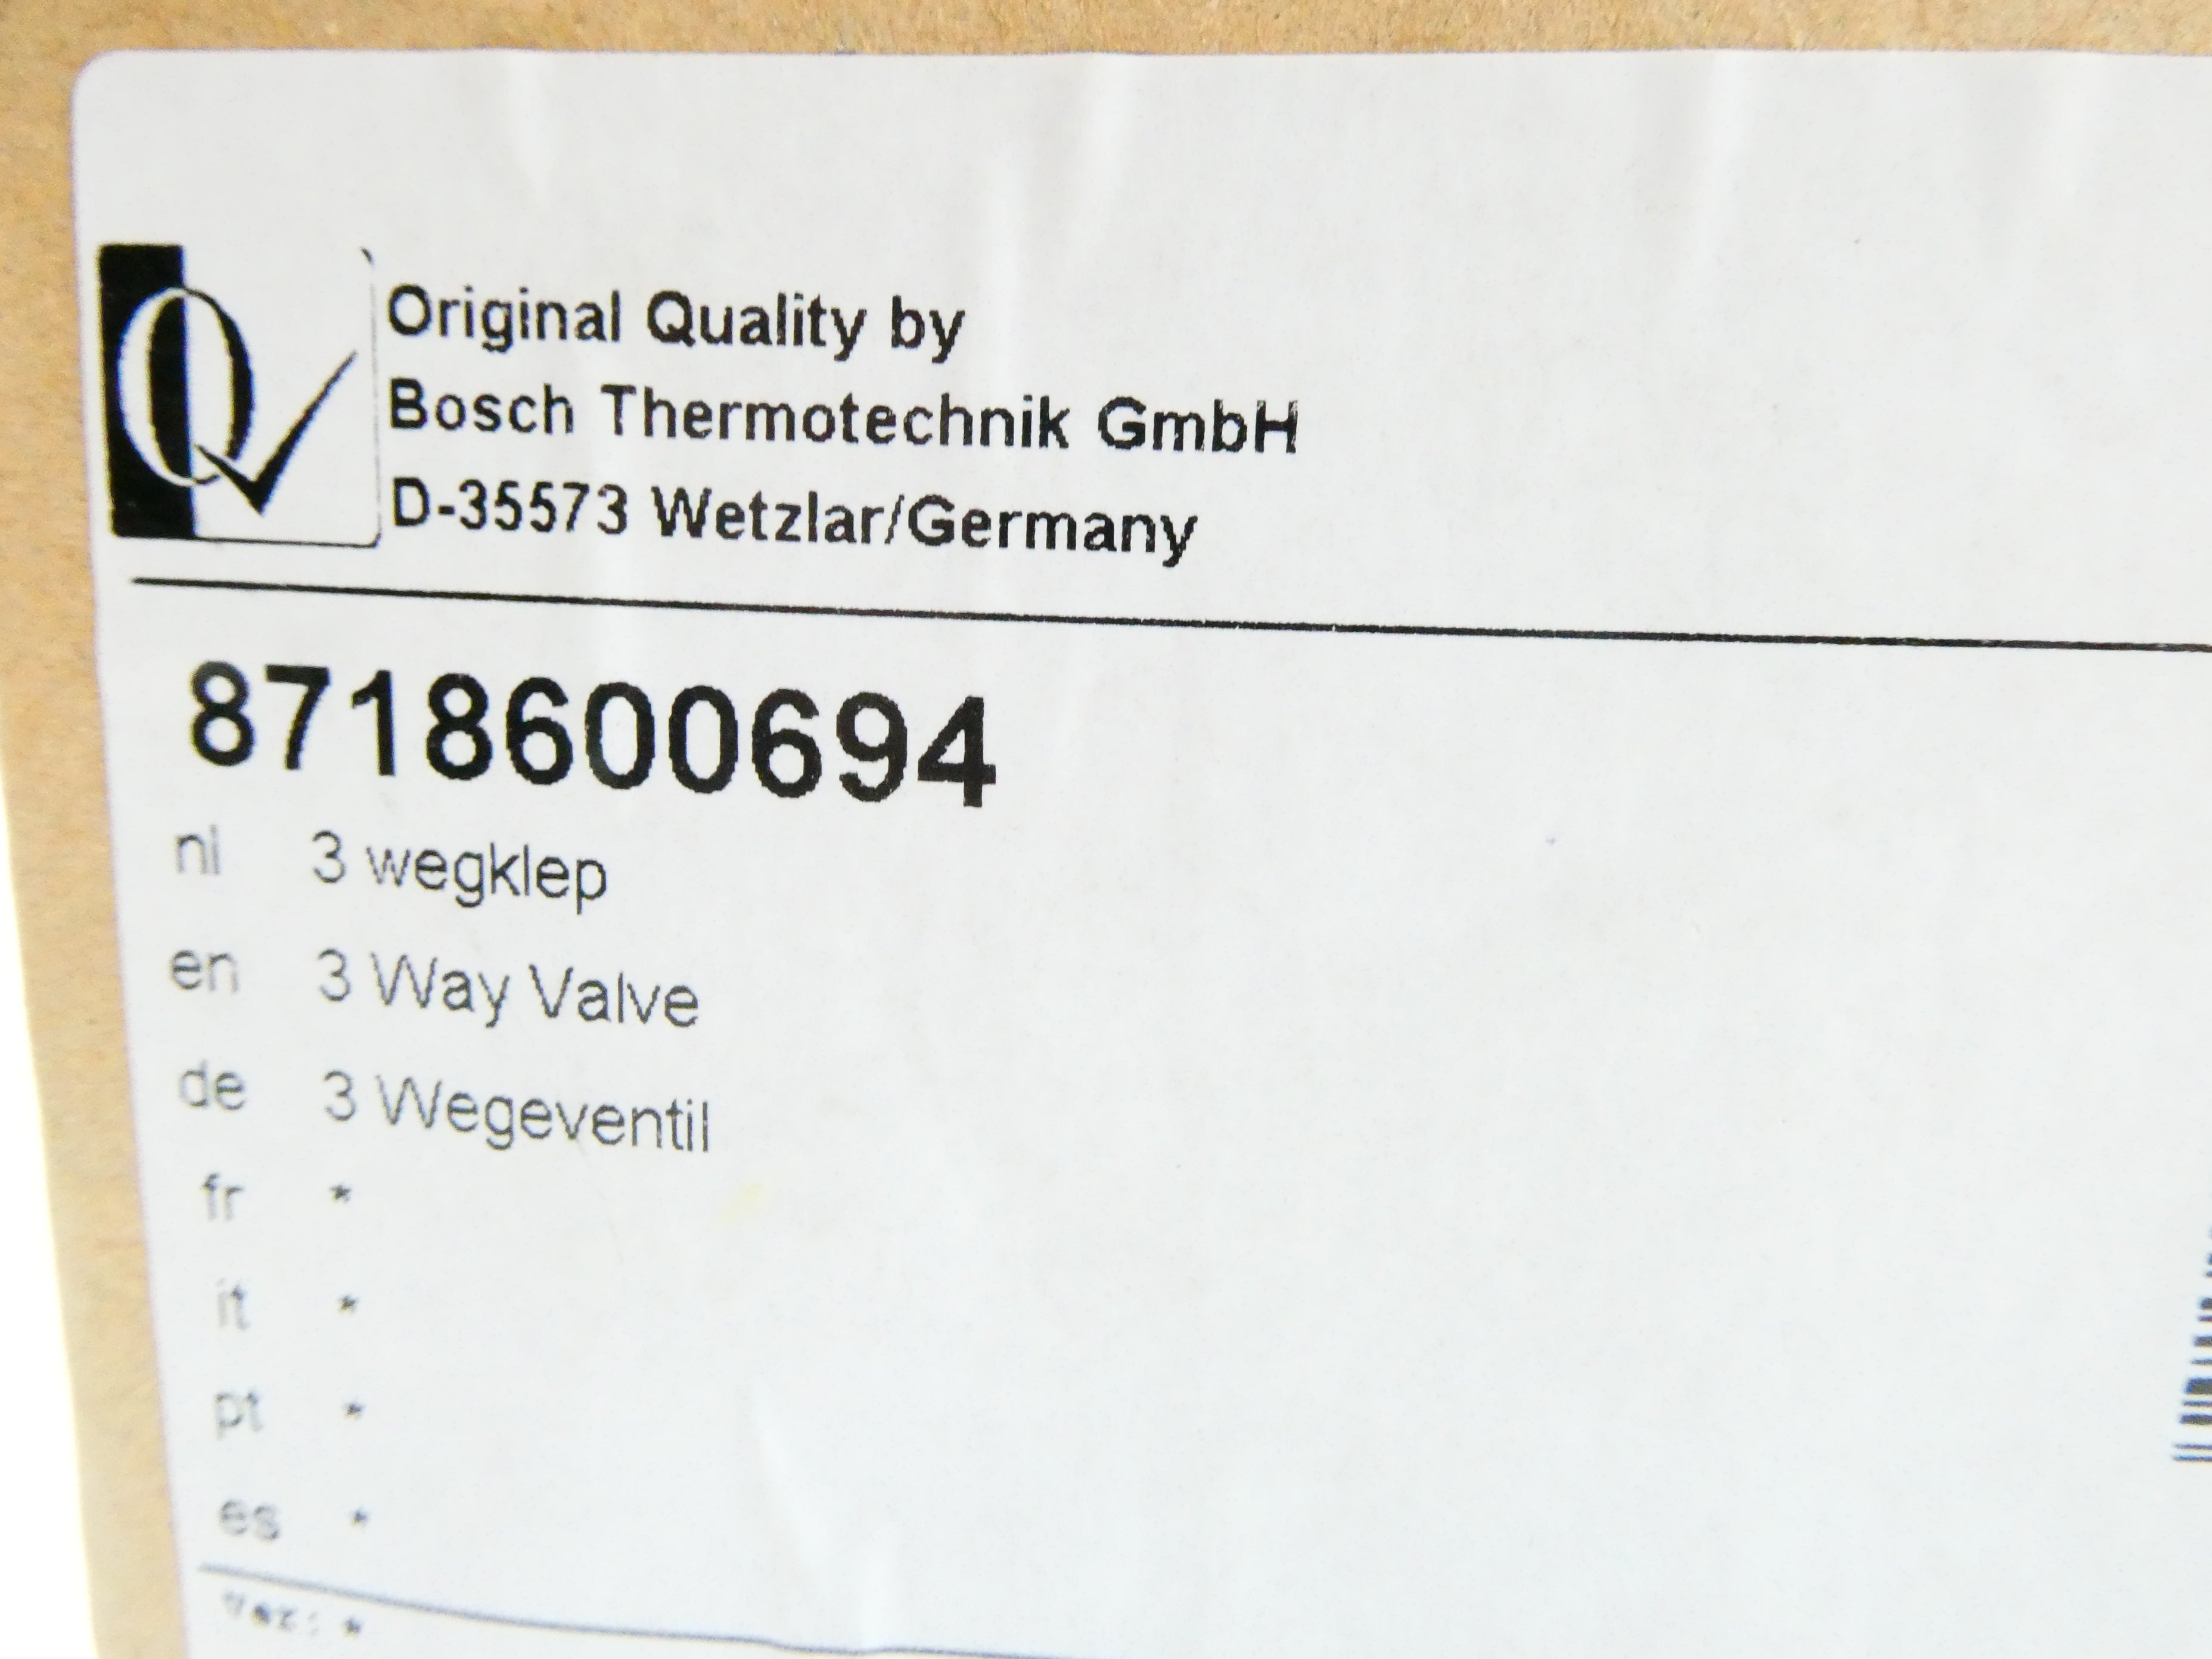 Q
Original Quality by
Bosch Thermotechnik GmbH
D-35573 Wetzlar/Germany
8718600694
nl 3 wegklep
en 3 Way Valve
de 3 Wegeventil
fr *
it *
pt *
es *
Ver: *